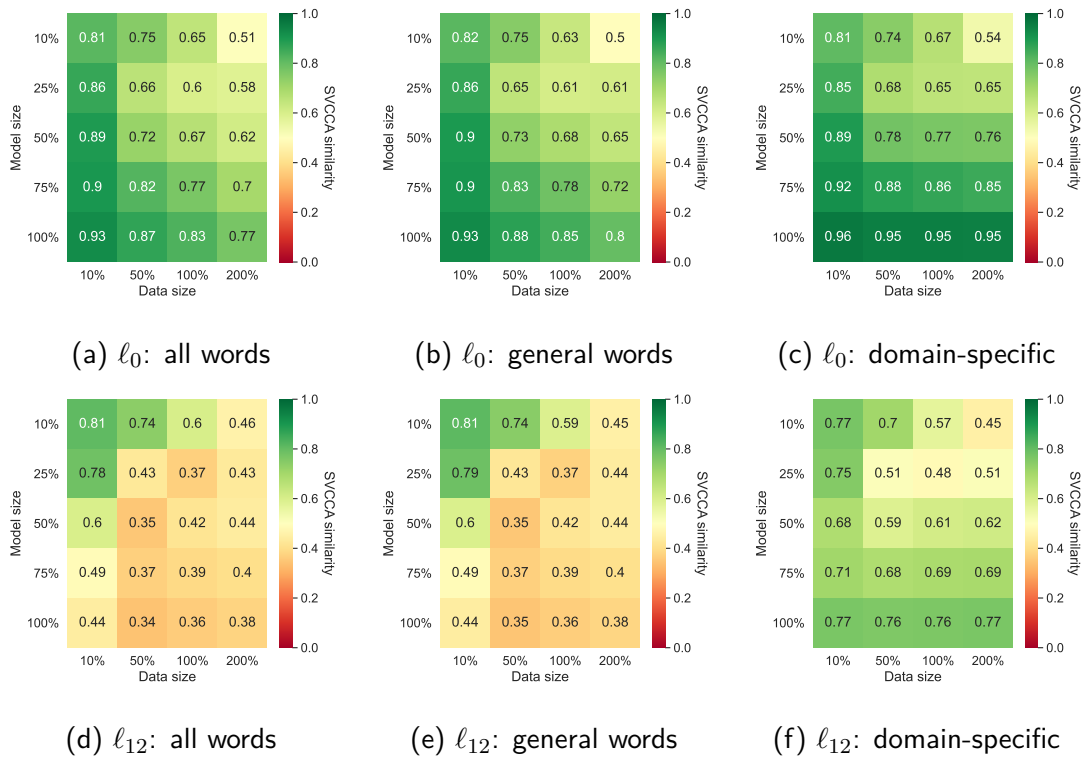 10% 0.81 0.75 0.65 0.51
25% 0.86 0.66 0.6 0.58
50% 0.89 0.72 0.67 0.62
75% 0.9 0.82 0.77 0.7
100% 0.93 0.87 0.83 0.77
10% 50% 100% 200%
Data size
Model size
1.0
0.8
0.6
0.4
0.2
0.0
SVCCA similarity
(a) ℓ0: all words
10% 0.82 0.75 0.63 0.5
25% 0.86 0.65 0.61 0.61
50% 0.9 0.73 0.68 0.65
75% 0.9 0.83 0.78 0.72
100% 0.93 0.88 0.85 0.8
10% 50% 100% 200%
Data size
Model size
1.0
0.8
0.6
0.4
0.2
0.0
SVCCA similarity
(b) ℓ0: general words
10% 0.81 0.74 0.67 0.54
25% 0.85 0.68 0.65 0.65
50% 0.89 0.78 0.77 0.76
75% 0.92 0.88 0.86 0.85
100% 0.96 0.95 0.95 0.95
10% 50% 100% 200%
Data size
Model size
1.0
0.8
0.6
0.4
0.2
0.0
SVCCA similarity
(c) ℓ0: domain-specific
10% 0.81 0.74 0.6 0.46
25% 0.78 0.43 0.37 0.43
50% 0.6 0.35 0.42 0.44
75% 0.49 0.37 0.39 0.4
100% 0.44 0.34 0.36 0.38
10% 50% 100% 200%
Data size
Model size
1.0
0.8
0.6
0.4
0.2
0.0
SVCCA similarity
(d) ℓ12: all words
10% 0.81 0.74 0.59 0.45
25% 0.79 0.43 0.37 0.44
50% 0.6 0.35 0.42 0.44
75% 0.49 0.37 0.39 0.4
100% 0.44 0.35 0.36 0.38
10% 50% 100% 200%
Data size
Model size
1.0
0.8
0.6
0.4
0.2
0.0
SVCCA similarity
(e) ℓ12: general words
10% 0.77 0.7 0.57 0.45
25% 0.75 0.51 0.48 0.51
50% 0.68 0.59 0.61 0.62
75% 0.71 0.68 0.69 0.69
100% 0.77 0.76 0.76 0.77
10% 50% 100% 200%
Data size
Model size
1.0
0.8
0.6
0.4
0.2
0.0
SVCCA similarity
(f) ℓ12: domain-specific